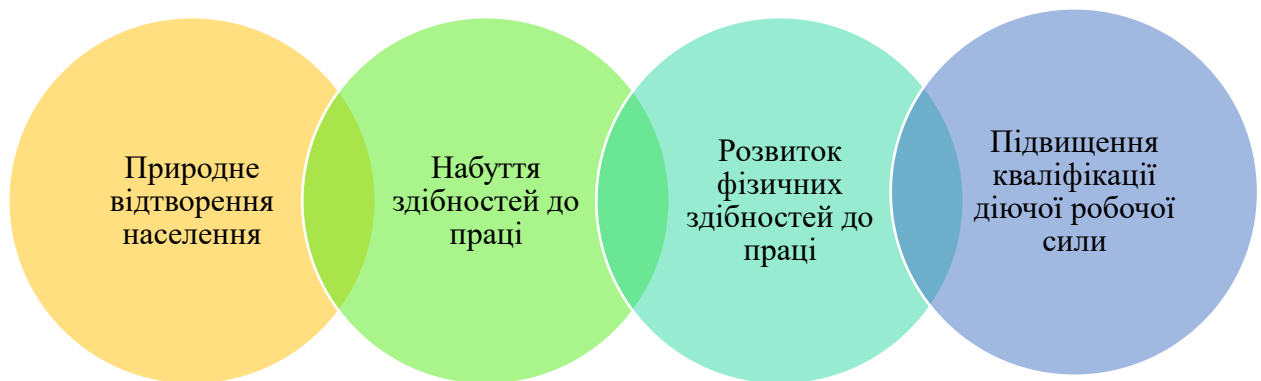 Природне
відтворення
населення
Набуття
здібностей до
праці
Розвиток
фізичних
здібностей до
праці
Підвищення
кваліфікації
діючої робочої
сили